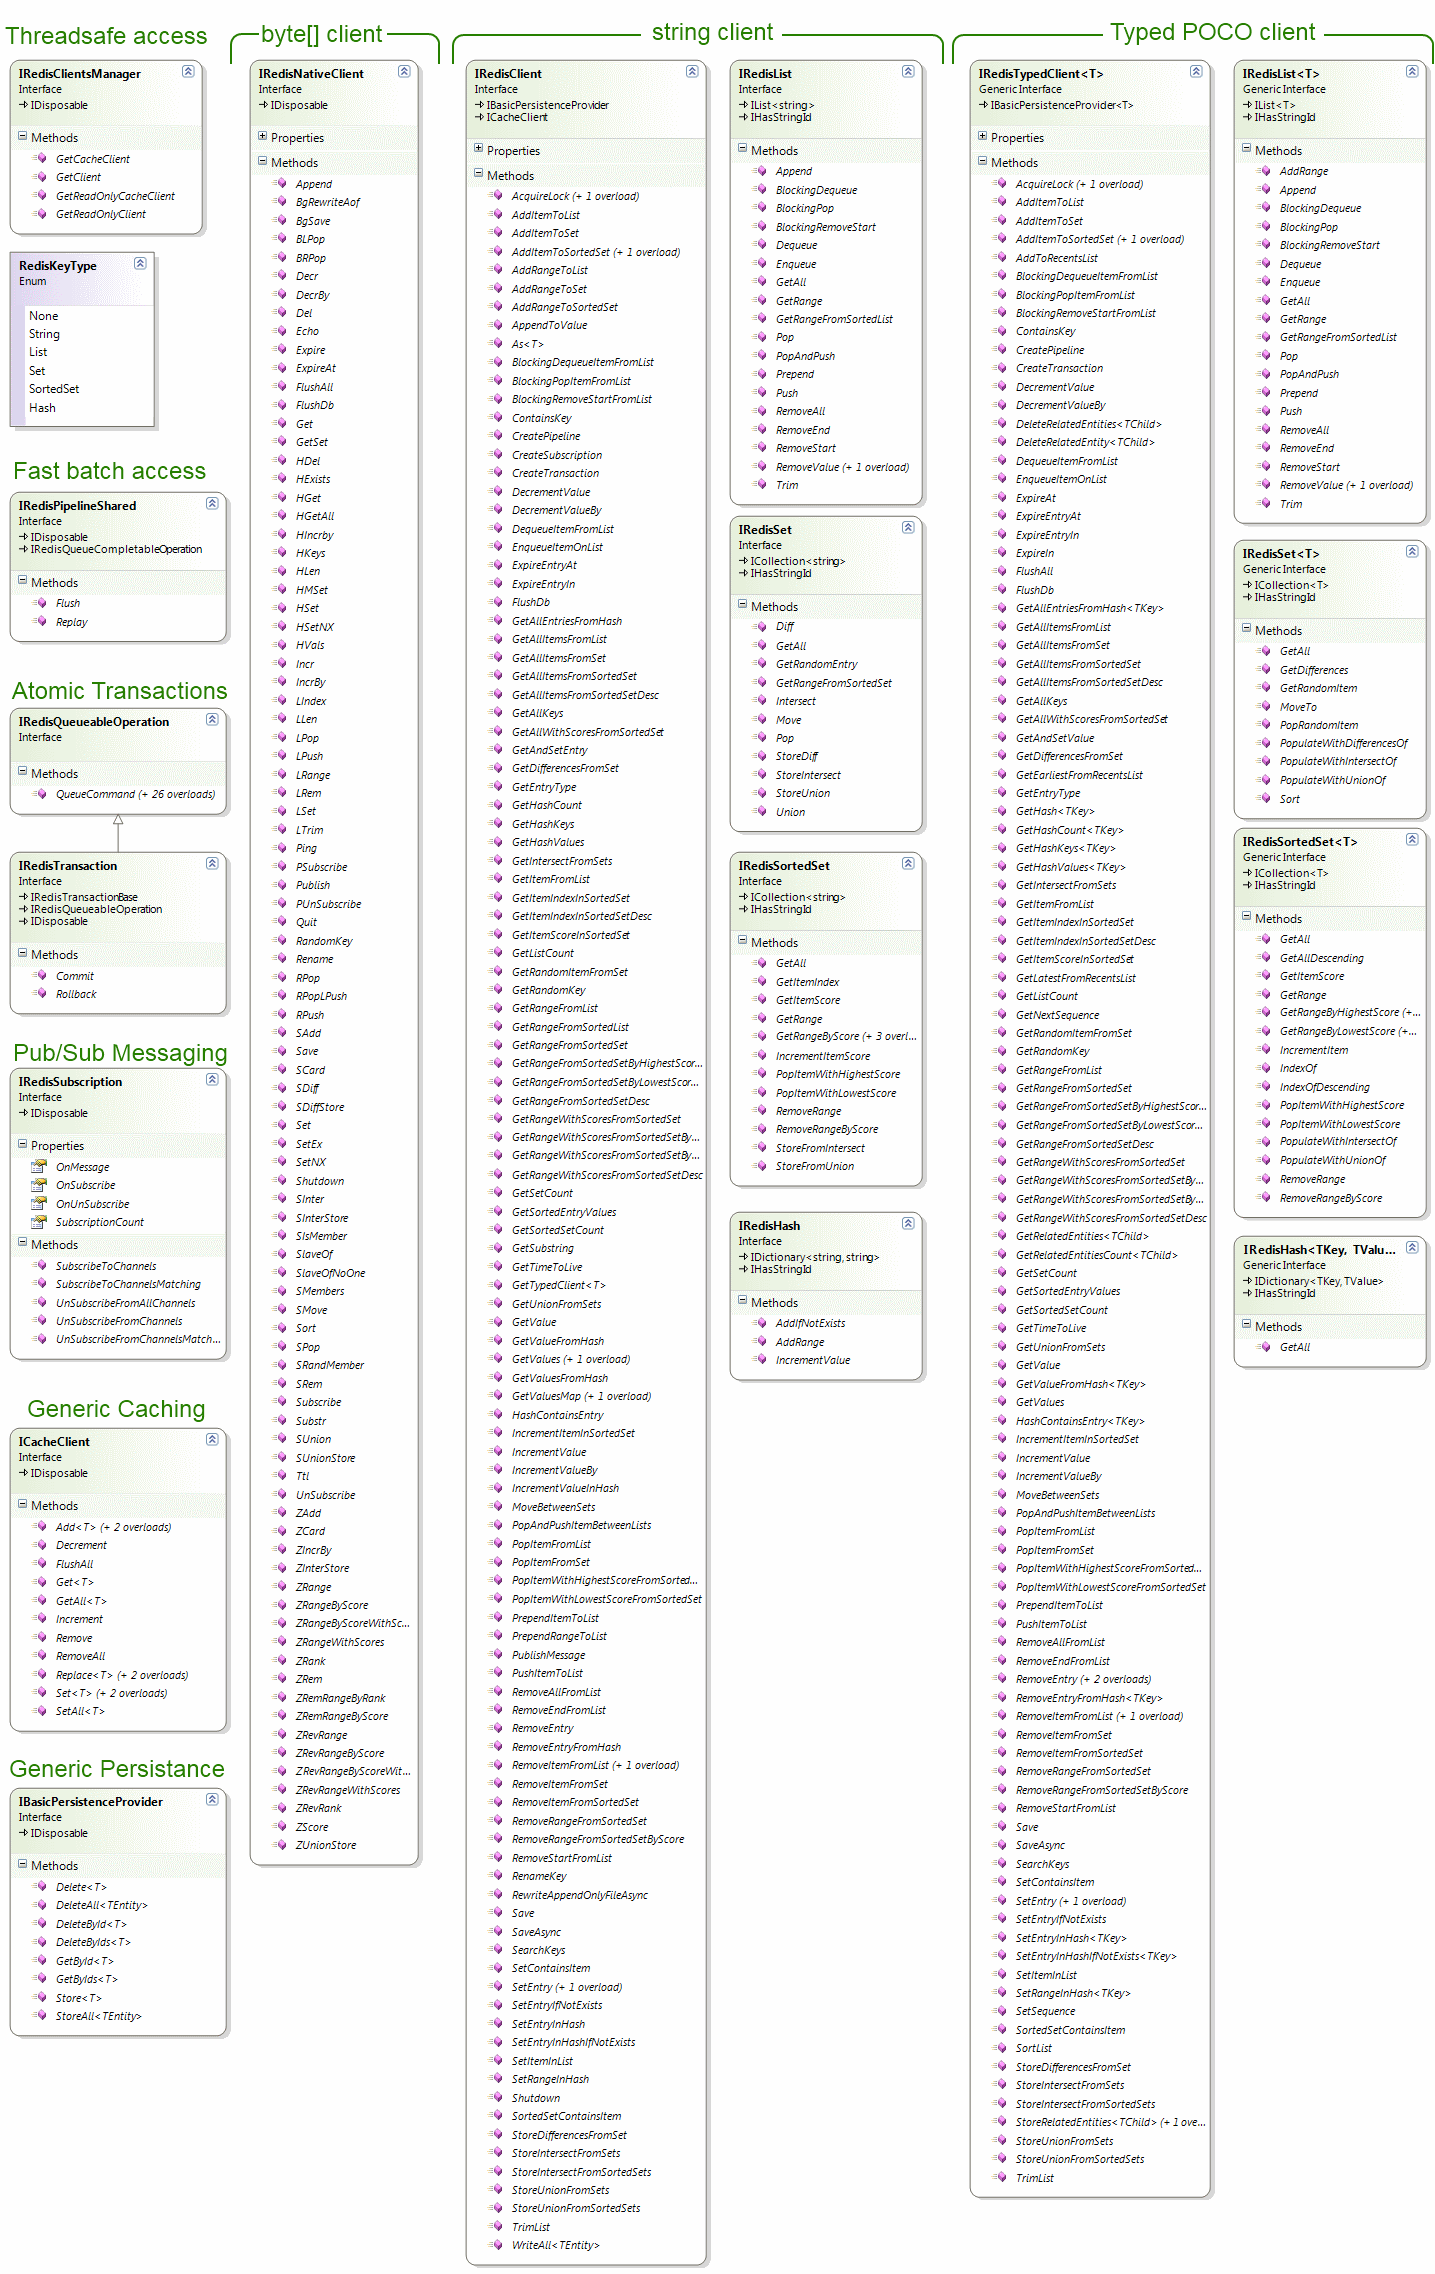 Threadsafe access
IRedisClientsManager
Interface
IDisposable
Methods
GetCacheClient
GetClient
GetReadOnlyCacheClient
GetReadOnlyClient
RedisKeyType
Enum
None
String
List
Set
SortedSet
Hash
Fast batch access
IRedisPipelineShared
Interface
IDisposable
IRedisQueueCompletableOperation
Methods
Flush
Replay
Atomic Transactions
IRedisQueueableOperation
Interface
Methods
QueueCommand (+ 26 overloads)
IRedisTransaction
Interface
IRedisTransactionBase
IRedisQueueableOperation
IDisposable
Methods
Commit
Rollback
Pub/Sub Messaging
IRedisSubscription
Interface
IDisposable
Properties
OnMessage
OnSubscribe
OnUnSubscribe
SubscriptionCount
Methods
SubscribeToChannels
SubscribeToChannelsMatching
UnSubscribeFromAllChannels
UnSubscribeFromChannels
UnSubscribeFromChannelsMatch...
Generic Caching
ICacheClient
Interface
IDisposable
Methods
Add<T> (+ 2 overloads)
Decrement
FlushAll
Get<T>
GetAll<T>
Increment
Remove
RemoveAll
Replace<T> (+ 2 overloads)
Set<T> (+ 2 overloads)
SetAll<T>
Generic Persistance
IBasicPersistenceProvider
Interface
IDisposable
Methods
Delete<T>
DeleteAll<TEntity>
DeleteById<T>
DeleteByIds<T>
GetById<T>
GetByIds<T>
Store<T>
StoreAll<TEntity>
byte[] client
IRedisNativeClient
Interface
IDisposable
Properties
Methods
Append
BgRewriteAof
BgSave
BLPop
BRPop
Decr
DecrBy
Del
Echo
Expire
ExpireAt
FlushAll
FlushDb
Get
GetSet
HDel
HExists
HGet
HGetAll
HIncrby
HKeys
HLen
HMSet
HSet
HSetNX
HVals
Incr
IncrBy
LIndex
LLen
LPop
LPush
LRange
LRem
LSet
LTrim
Ping
PSubscribe
Publish
PUnSubscribe
Quit
RandomKey
Rename
RPop
RPopLPush
RPush
SAdd
Save
SCard
SDiff
SDiffStore
Set
SetEx
SetNX
Shutdown
SInter
SInterStore
SIsMember
SlaveOf
SlaveOfNoOne
SMembers
SMove
Sort
SPop
SRandMember
SRem
Subscribe
Substr
SUnion
SUnionStore
Ttl
UnSubscribe
ZAdd
ZCard
ZIncrBy
ZInterStore
ZRange
ZRangeByScore
ZRangeByScoreWithSc...
ZRangeWithScores
ZRank
ZRem
ZRemRangeByRank
ZRemRangeByScore
ZRevRange
ZRevRangeByScore
ZRevRangeByScoreWit...
ZRevRangeWithScores
ZRevRank
ZScore
ZUnionStore
string client
IRedisClient
Interface
IBasicPersistenceProvider
ICacheClient
Properties
Methods
AcquireLock (+ 1 overload)
AddItemToList
AddItemToSet
AddItemToSortedSet (+ 1 overload)
AddRangeToList
AddRangeToSet
AddRangeToSortedSet
AppendToValue
As<T>
BlockingDequeueItemFromList
BlockingPopItemFromList
BlockingRemoveStartFromList
ContainsKey
CreatePipeline
CreateSubscription
CreateTransaction
DecrementValue
DecrementValueBy
DequeueItemFromList
EnqueueItemOnList
ExpireEntryAt
ExpireEntryIn
FlushDb
GetAllEntriesFromHash
GetAllItemsFromList
GetAllItemsFromSet
GetAllItemsFromSortedSet
GetAllItemsFromSortedSetDesc
GetAllKeys
GetAllWithScoresFromSortedSet
GetAndSetEntry
GetDifferencesFromSet
GetEntryType
GetHashCount
GetHashKeys
GetHashValues
GetIntersectFromSets
GetItemFromList
GetItemIndexInSortedSet
GetItemIndexInSortedSetDesc
GetItemScoreInSortedSet
GetListCount
GetRandomItemFromSet
GetRandomKey
GetRangeFromList
GetRangeFromSortedList
GetRangeFromSortedSet
GetRangeFromSortedSetByHighestScor...
GetRangeFromSortedSetByLowestScor...
GetRangeFromSortedSetDesc
GetRangeWithScoresFromSortedSet
GetRangeWithScoresFromSortedSetBy...
GetRangeWithScoresFromSortedSetBy...
GetRangeWithScoresFromSortedSetDesc
GetSetCount
GetSortedEntryValues
GetSortedSetCount
GetSubstring
GetTimeToLive
GetTypedClient<T>
GetUnionFromSets
GetValue
GetValueFromHash
GetValues (+ 1 overload)
GetValuesFromHash
GetValuesMap (+ 1 overload)
HashContainsEntry
IncrementItemInSortedSet
IncrementValue
IncrementValueBy
IncrementValueInHash
MoveBetweenSets
PopAndPushItemBetweenLists
PopItemFromList
PopItemFromSet
PopItemWithHighestScoreFromSorted...
PopItemWithLowestScoreFromSortedSet
PrependItemToList
PrependRangeToList
PublishMessage
PushItemToList
RemoveAllFromList
RemoveEndFromList
RemoveEntry
RemoveEntryFromHash
RemoveItemFromList (+ 1 overload)
RemoveItemFromSet
RemoveItemFromSortedSet
RemoveRangeFromSortedSet
RemoveRangeFromSortedSetByScore
RemoveStartFromList
RenameKey
RewriteAppendOnlyFileAsync
Save
SaveAsync
SearchKeys
SetContainsItem
SetEntry (+ 1 overload)
SetEntryIfNotExists
SetEntryInHash
SetEntryInHashIfNotExists
SetItemInList
SetRangeInHash
Shutdown
SortedSetContainsItem
StoreDifferencesFromSet
StoreIntersectFromSets
StoreIntersectFromSortedSets
StoreUnionFromSets
StoreUnionFromSortedSets
TrimList
WriteAll<TEntity>
IRedisList
Interface
IList<string>
IHasStringId
Methods
Append
BlockingDequeue
BlockingPop
BlockingRemoveStart
Dequeue
Enqueue
GetAll
GetRange
GetRangeFromSortedList
Pop
PopAndPush
Prepend
Push
RemoveAll
RemoveEnd
RemoveStart
RemoveValue (+ 1 overload)
Trim
IRedisSet
Interface
ICollection<string>
IHasStringId
Methods
Diff
GetAll
GetRandomEntry
GetRangeFromSortedSet
Intersect
Move
Pop
StoreDiff
StoreIntersect
StoreUnion
Union
IRedisSortedSet
Interface
ICollection<string>
IHasStringId
Methods
GetAll
GetItemIndex
GetItemScore
GetRange
GetRangeByScore (+ 3 overl...
IncrementItemScore
PopItemWithHighestScore
PopItemWithLowestScore
RemoveRange
RemoveRangeByScore
StoreFromIntersect
StoreFromUnion
IRedisHash
Interface
IDictionary<string, string>
IHasStringId
Methods
AddIfNotExists
AddRange
IncrementValue
Typed POCO client
IRedisTypedClient<T>
Generic Interface
IBasicPersistenceProvider<T>
Properties
Methods
AcquireLock (+ 1 overload)
AddItemToList
AddItemToSet
AddItemToSortedSet (+ 1 overload)
AddToRecentsList
BlockingDequeueItemFromList
BlockingPopItemFromList
BlockingRemoveStartFromList
ContainsKey
CreatePipeline
CreateTransaction
DecrementValue
DecrementValueBy
DeleteRelatedEntities<TChild>
DeleteRelatedEntity<TChild>
DequeueItemFromList
EnqueueItemOnList
ExpireAt
ExpireEntryAt
ExpireEntryIn
ExpireIn
FlushAll
FlushDb
GetAllEntriesFromHash<TKey>
GetAllItemsFromList
GetAllItemsFromSet
GetAllItemsFromSortedSet
GetAllItemsFromSortedSetDesc
GetAllKeys
GetAllWithScoresFromSortedSet
GetAndSetValue
GetDifferencesFromSet
GetEarliestFromRecentsList
GetEntryType
GetHash<TKey>
GetHashCount<TKey>
GetHashKeys<TKey>
GetHashValues<TKey>
GetIntersectFromSets
GetItemFromList
GetItemIndexInSortedSet
GetItemIndexInSortedSetDesc
GetItemScoreInSortedSet
GetLatestFromRecentsList
GetListCount
GetNextSequence
GetRandomItemFromSet
GetRandomKey
GetRangeFromList
GetRangeFromSortedSet
GetRangeFromSortedSetByHighestScor...
GetRangeFromSortedSetByLowestScor...
GetRangeFromSortedSetDesc
GetRangeWithScoresFromSortedSet
GetRangeWithScoresFromSortedSetBy...
GetRangeWithScoresFromSortedSetBy...
GetRangeWithScoresFromSortedSetDesc
GetRelatedEntities<TChild>
GetRelatedEntitiesCount<TChild>
GetSetCount
GetSortedEntryValues
GetSortedSetCount
GetTimeToLive
GetUnionFromSets
GetValue
GetValueFromHash<TKey>
GetValues
HashContainsEntry<TKey>
IncrementItemInSortedSet
IncrementValue
IncrementValueBy
MoveBetweenSets
PopAndPushItemBetweenLists
PopItemFromList
PopItemFromSet
PopItemWithHighestScoreFromSorted...
PopItemWithLowestScoreFromSortedSet
PrependItemToList
PushItemToList
RemoveAllFromList
RemoveEndFromList
RemoveEntry (+ 2 overloads)
RemoveEntryFromHash<TKey>
RemoveItemFromList (+ 1 overload)
RemoveItemFromSet
RemoveItemFromSortedSet
RemoveRangeFromSortedSet
RemoveRangeFromSortedSetByScore
RemoveStartFromList
Save
SaveAsync
SearchKeys
SetContainsItem
SetEntry (+ 1 overload)
SetEntryIfNotExists
SetEntryInHash<TKey>
SetEntryInHashIfNotExists<TKey>
SetItemInList
SetRangeInHash<TKey>
SetSequence
SortedSetContainsItem
SortList
StoreDifferencesFromSet
StoreIntersectFromSets
StoreIntersectFromSortedSets
StoreRelatedEntities<TChild> (+ 1 ove...
StoreUnionFromSets
StoreUnionFromSortedSets
TrimList
IRedisList<T>
Generic Interface
IList<T>
IHasStringId
Methods
AddRange
Append
BlockingDequeue
BlockingPop
BlockingRemoveStart
Dequeue
Enqueue
GetAll
GetRange
GetRangeFromSortedList
Pop
PopAndPush
Prepend
Push
RemoveAll
RemoveEnd
RemoveStart
RemoveValue (+ 1 overload)
Trim
IRedisSet<T>
Generic Interface
ICollection<T>
IHasStringId
Methods
GetAll
GetDifferences
GetRandomItem
MoveTo
PopRandomItem
PopulateWithDifferencesOf
PopulateWithIntersectOf
PopulateWithUnionOf
Sort
IRedisSortedSet<T>
Generic Interface
ICollection<T>
IHasStringId
Methods
GetAll
GetAllDescending
GetItemScore
GetRange
GetRangeByHighestScore (+...
GetRangeByLowestScore (+...
IncrementItem
IndexOf
IndexOfDescending
PopItemWithHighestScore
PopItemWithLowestScore
PopulateWithIntersectOf
PopulateWithUnionOf
RemoveRange
RemoveRangeByScore
IRedisHash<TKey, TValu...
Generic Interface
IDictionary<TKey, TValue>
IHasStringId
Methods
GetAll